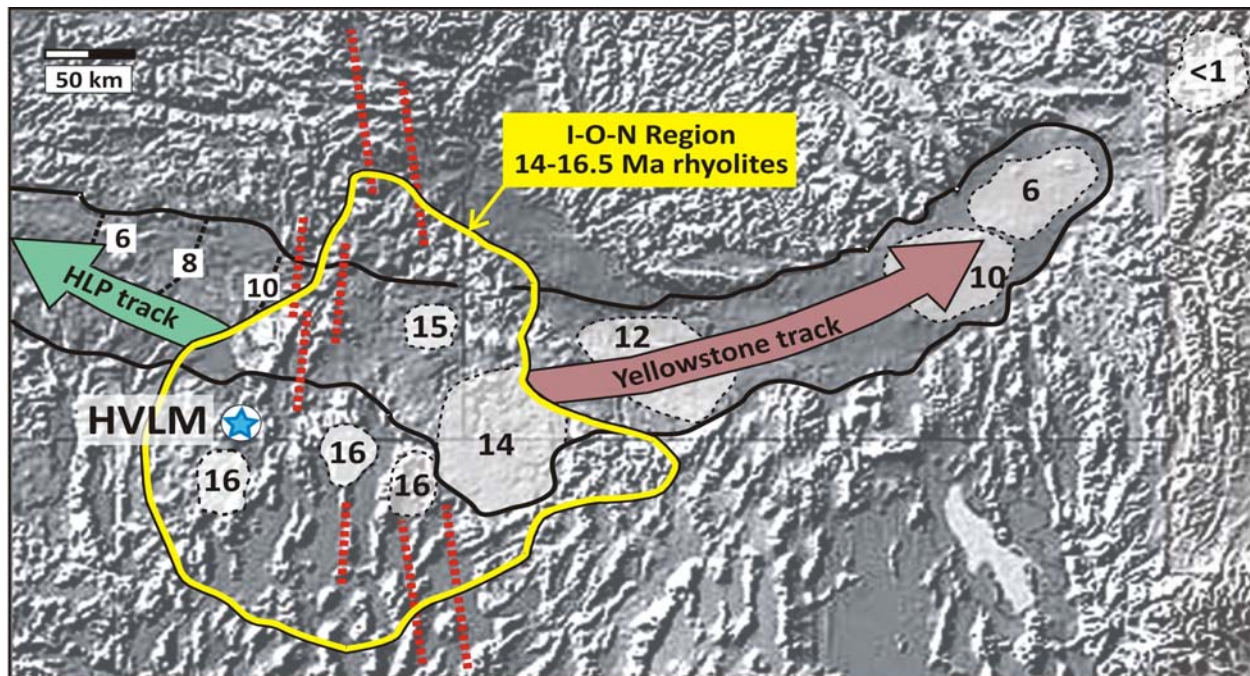 50 km
<1
I-O-N Region
14-16.5 Ma rhyolites
6
6
8
10
10
HLP track
15
12
Yellowstone track
HVLM
14
16
16
16